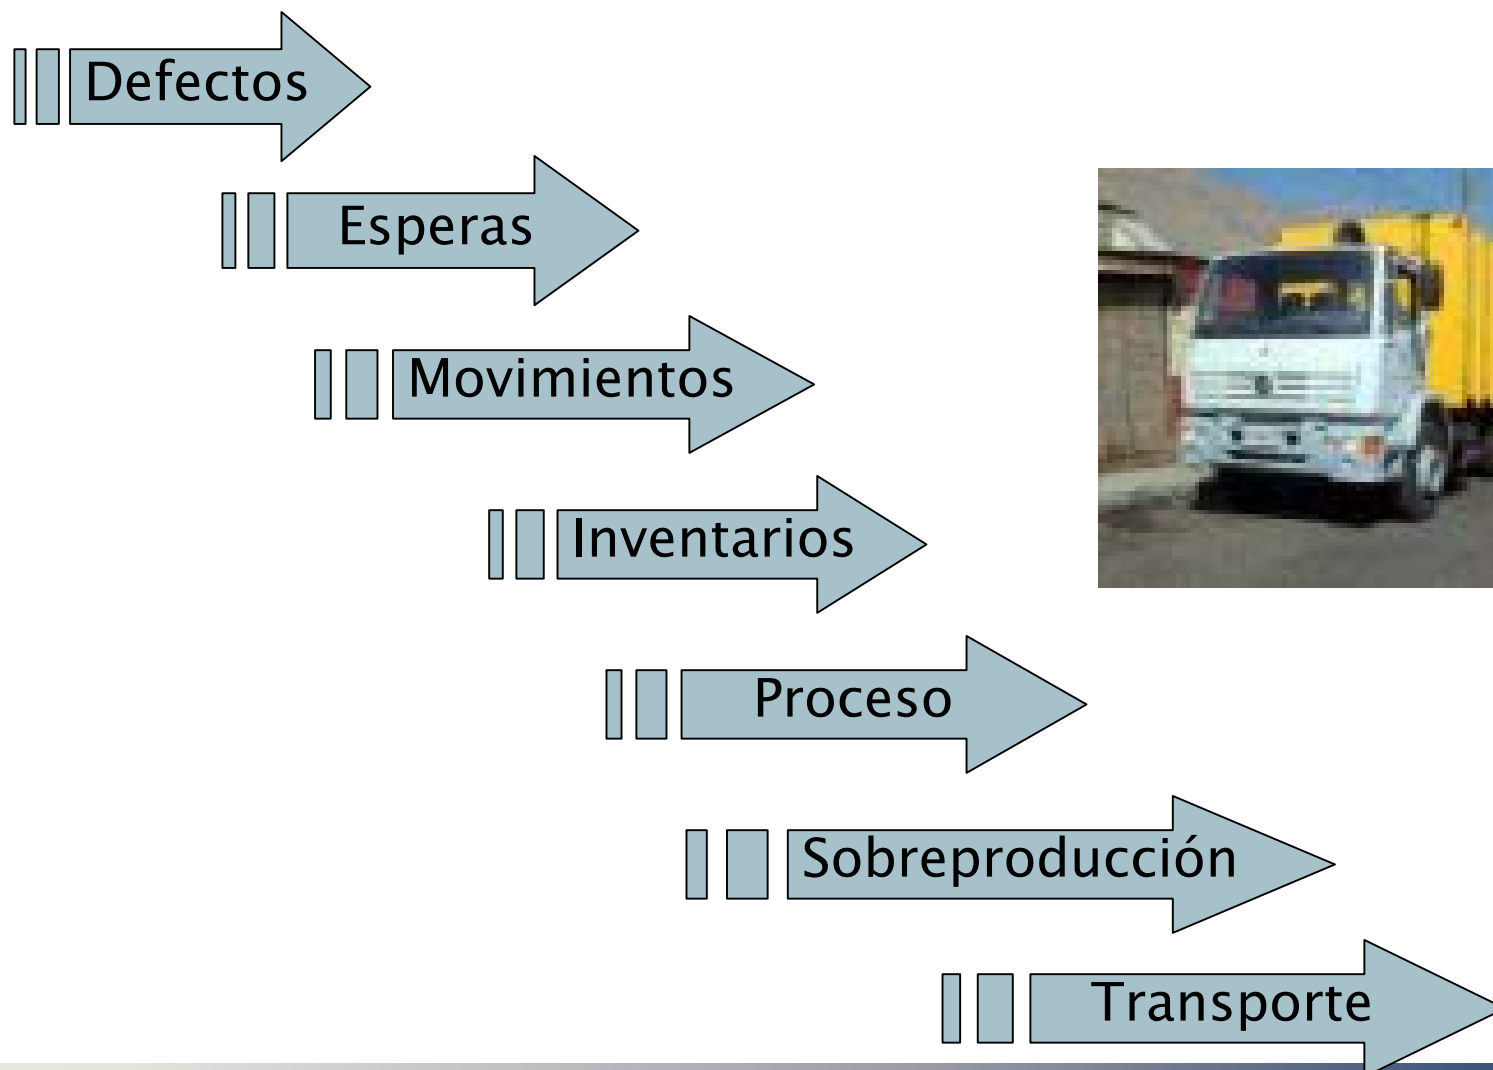 Defectos
Esperas
Movimientos
Inventarios
Proceso
Sobreproducción
Transporte